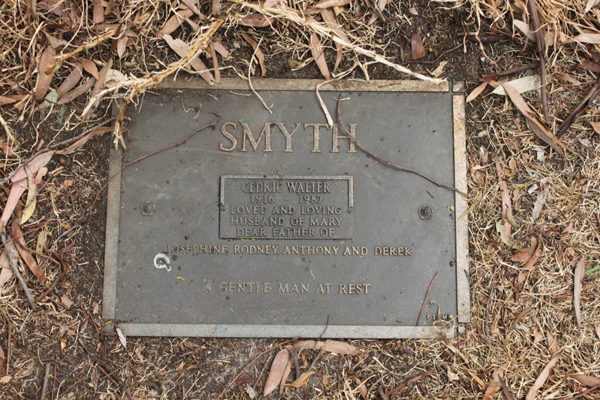 SMYTH
CEDRIC WALTER
1916 - 1987
LOVED AND LOVING
HUSBAND OF MARY
DEAR FATHER OF
JOSEPHINE, RODNEY, ANTHONY AND DEREK
A GENTLE MAN AT REST